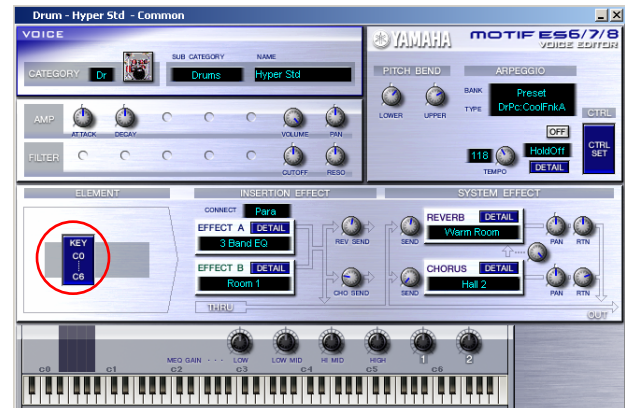 Drum - Hyper Std - Common
VOICE
CATEGORY Dr
SUB CATEGORY NAME
Drums Hyper Std
AMP
ATTACK DECAY VOLUME PAN
FILTER
CUTOFF RESO
YAMAHA MOTIF ES6/7/8
VOICE EDITOR
PITCH BEND ARPEGGIO
LOWER UPPER
BANK Preset
TYPE DrPc:CoolFnkA
CTRL
OFF
118 HoldOff
TEMPO DETAIL
CTRL
SET
ELEMENT INSERTION EFFECT SYSTEM EFFECT
KEY
C0
C6
CONNECT Para
EFFECT A DETAIL
3 Band EQ
EFFECT B DETAIL
Room 1
THRU
REV SEND
CHO SEND
SEND
REVERB DETAIL
Warm Room
PAN RTN
SEND
CHORUS DETAIL
Hall 2
PAN RTN
OUT
MEQ GAIN - - - LOW LOW MID HI MID HIGH 1 2
c0 c1 c2 c3 c4 c5 c6